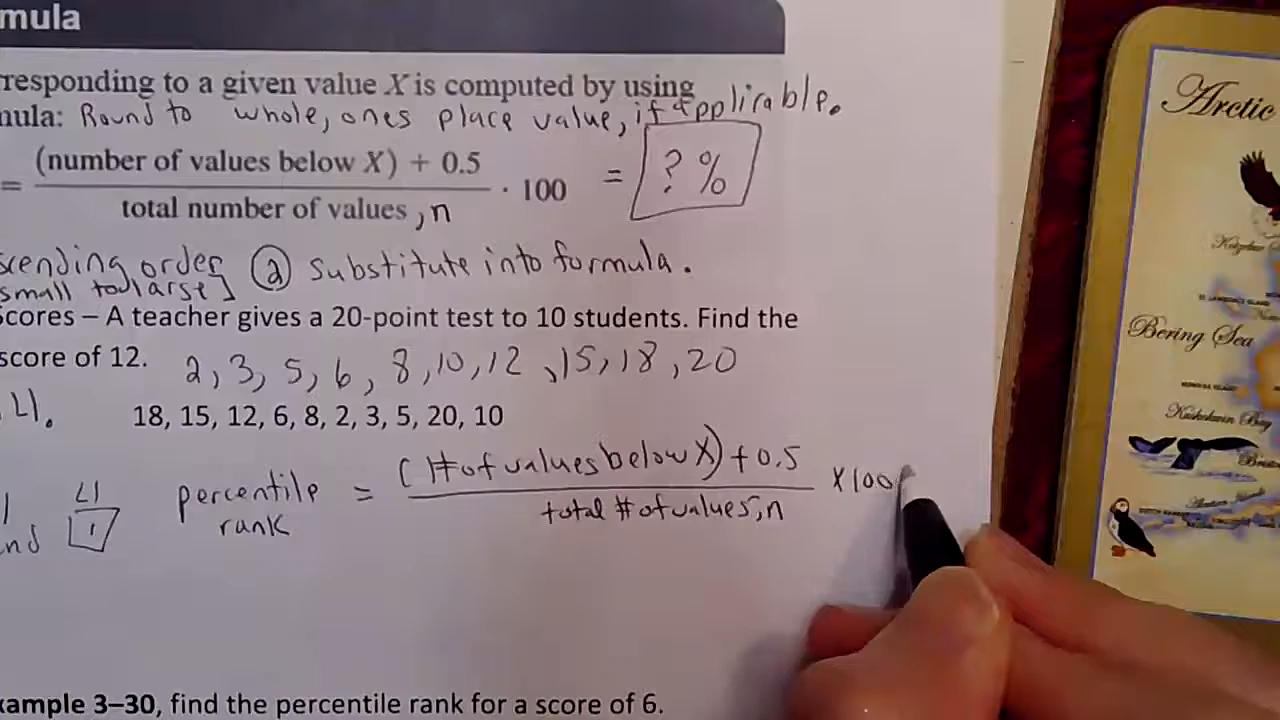 mula
responding to a given value X is computed by using
mula: Round to whole, ones place value, if applicable.
= (number of values below X) + 0.5
total number of values, n
· 100 = ? %
scending order ② substitute into formula.
small to large]
Scores – A teacher gives a 20-point test to 10 students. Find the
score of 12. 2, 3, 5, 6, 8, 10, 12, 15, 18, 20
18, 15, 12, 6, 8, 2, 3, 5, 20, 10
percentile rank = (# of values below X) + 0.5
total # of values, n
x 100
nd 1
xample 3–30, find the percentile rank for a score of 6.
Arctic
Bering Sea
Kuskokwim Bay